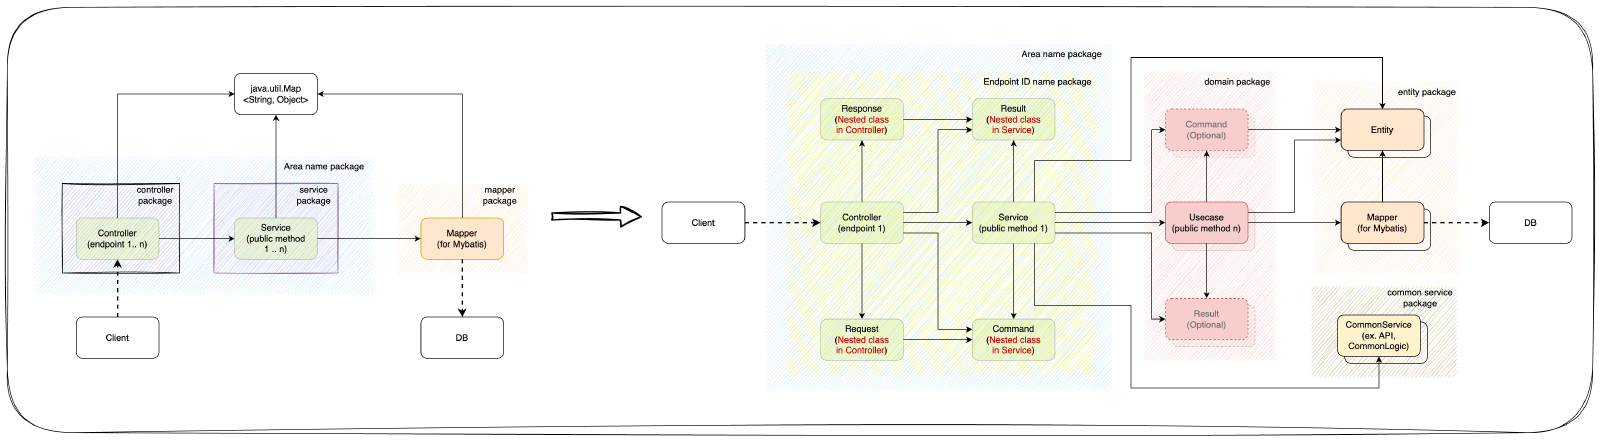 java.util.Map
<String, Object>
Area name package
controller
package
service
package
mapper
package
Controller
(endpoint 1.. n)
Service
(public method
1 .. n)
Mapper
(for Mybatis)
Client
DB
Area name package
Endpoint ID name package
Response
(Nested class
in Controller)
Result
(Nested class
in Service)
domain package
Command
(Optional)
entity package
Entity
Client
Controller
(endpoint 1)
Service
(public method 1)
Usecase
(public method n)
Mapper
(for Mybatis)
DB
Request
(Nested class
in Controller)
Command
(Nested class
in Service)
Result
(Optional)
common service
package
CommonService
(ex. API,
CommonLogic)